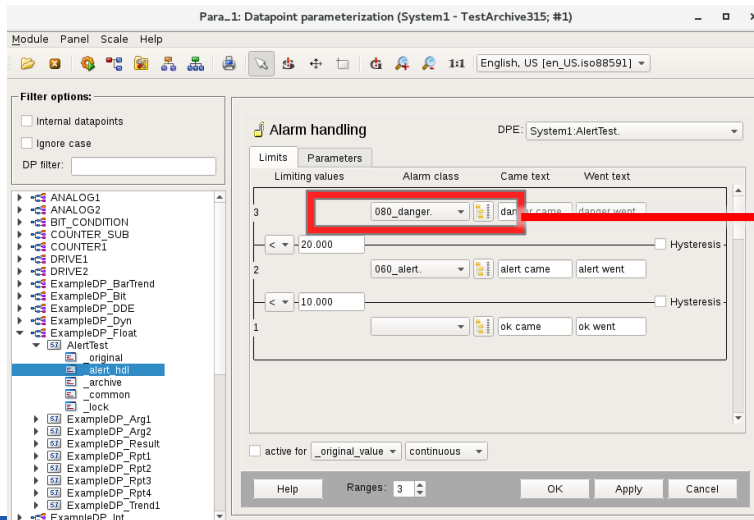 Para_1: Datapoint parameterization (System1 - TestArchive315; #1)
Module Panel Scale Help
1:1 English, US [en_US.iso88591]
Filter options:
Internal datapoints
Ignore case
DP filter:
ANALOG1
ANALOG2
BIT_CONDITION
COUNTER_SUB
COUNTER1
DRIVE1
DRIVE2
ExampleDP_BarTrend
ExampleDP_Bit
ExampleDP_DDE
ExampleDP_Dyn
ExampleDP_Float
AlertTest
_original
_alert_hdl
_archive
_common
_lock
ExampleDP_Arg1
ExampleDP_Arg2
ExampleDP_Result
ExampleDP_Rpt1
ExampleDP_Rpt2
ExampleDP_Rpt3
ExampleDP_Rpt4
ExampleDP_Trend1
ExampleDP_Int
Alarm handling DPE: System1:AlertTest.
Limits Parameters
Limiting values Alarm class Came text Went text
3 080_danger. danger came danger went
< 20.000 Hysteresis
2 060_alert. alert came alert went
< 10.000 Hysteresis
1 ok came ok went
active for _original_value continuous
Help Ranges: 3 OK Apply Cancel